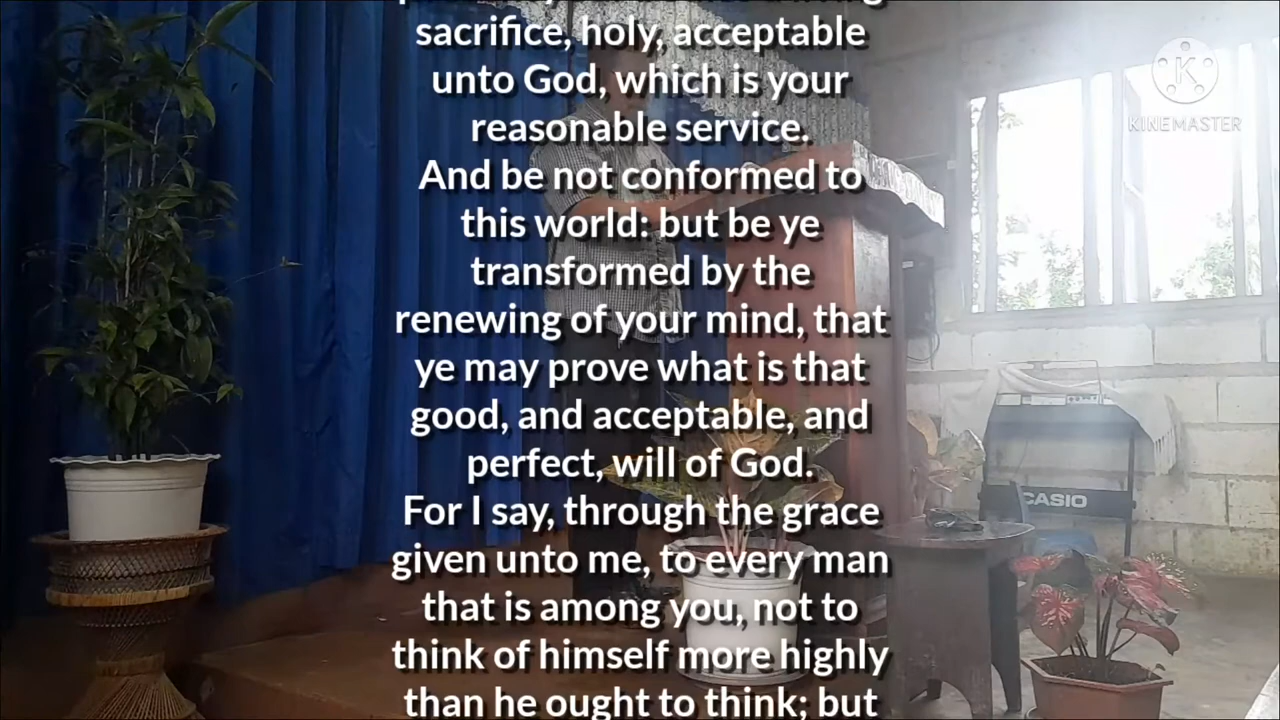 sacrifice, holy, acceptable
unto God, which is your
reasonable service.
And be not conformed to
this world: but be ye
transformed by the
renewing of your mind, that
ye may prove what is that
good, and acceptable, and
perfect, will of God.
For I say, through the grace
given unto me, to every man
that is among you, not to
think of himself more highly
than he ought to think; but
KINEMASTER
CASIO